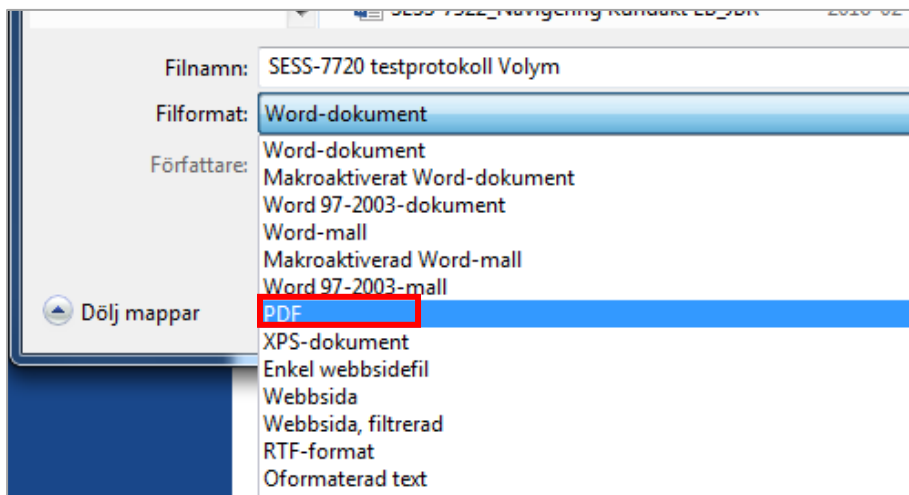 Filnamn: SESS-7720 testprotokoll Volym
Filformat: Word-dokument
Författare:
Word-dokument
Makroaktiverat Word-dokument
Word 97-2003-dokument
Word-mall
Makroaktiverad Word-mall
Word 97-2003-mall
Dölj mappar
PDF
XPS-dokument
Enkel webbsidefil
Webbsida
Webbsida, filtrerad
RTF-format
Oformaterad text